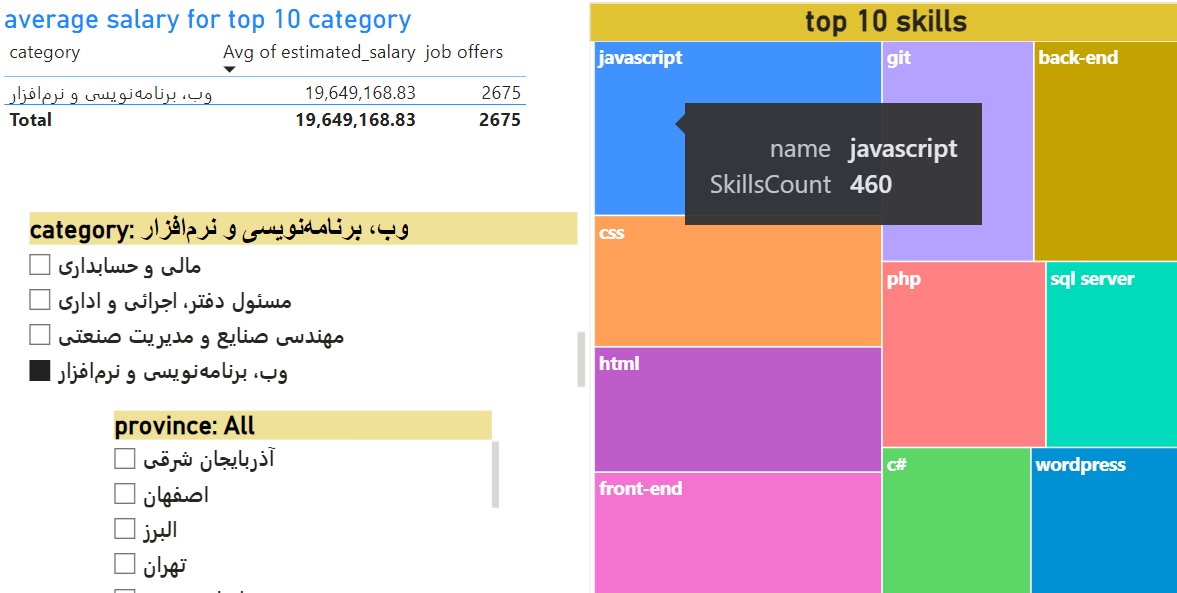 average salary for top 10 category
category Avg of estimated_salary job offers
وب، برنامه‌نویسی و نرم‌افزار 19,649,168.83 2675
Total 19,649,168.83 2675
category: وب، برنامه‌نویسی و نرم‌افزار
مالی و حسابداری
مسئول دفتر، اجرائی و اداری
مهندسی صنایع و مدیریت صنعتی
وب، برنامه‌نویسی و نرم‌افزار
province: All
آذربایجان شرقی
اصفهان
البرز
تهران
top 10 skills
javascript
git
back-end
name javascript
SkillsCount 460
css
php
sql server
html
c#
wordpress
front-end